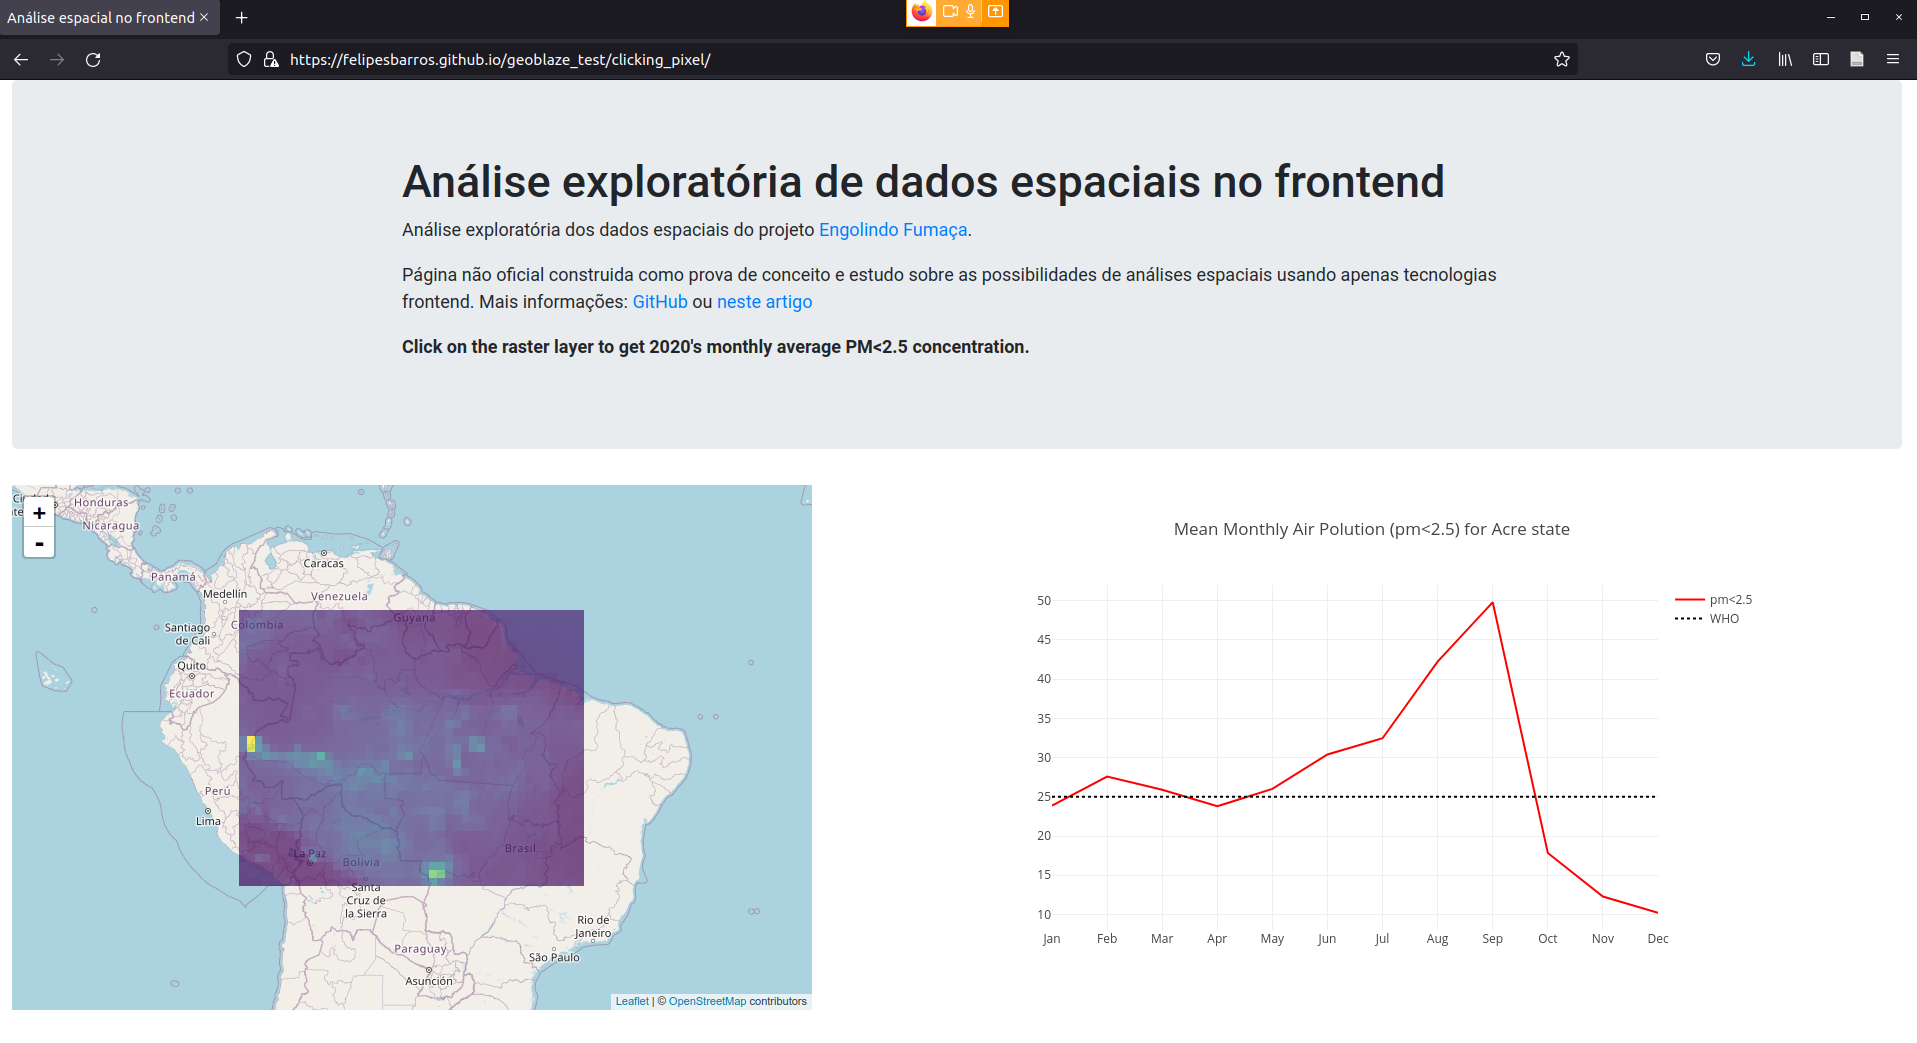 Análise espacial no frontend
https://felipesbarros.github.io/geoblaze_test/clicking_pixel/
Análise exploratória de dados espaciais no frontend
Análise exploratória dos dados espaciais do projeto Engolindo Fumaça.
Página não oficial construida como prova de conceito e estudo sobre as possibilidades de análises espaciais usando apenas tecnologias
frontend. Mais informações: GitHub ou neste artigo
Click on the raster layer to get 2020's monthly average PM<2.5 concentration.
+
-
Honduras
Nicaragua
Caracas
Panamá
Medellín
Venezuela
Santiago
de Cali
Colombia
Guyana
Quito
Ecuador
Perú
Lima
La Paz
Bolivia
Brasil
Santa
Cruz de
la Sierra
Rio de
Janeiro
Paraguay
São Paulo
Asunción
Leaflet | © OpenStreetMap contributors
Mean Monthly Air Polution (pm<2.5) for Acre state
50
45
40
35
30
25
20
15
10
Jan Feb Mar Apr May Jun Jul Aug Sep Oct Nov Dec
pm<2.5
WHO